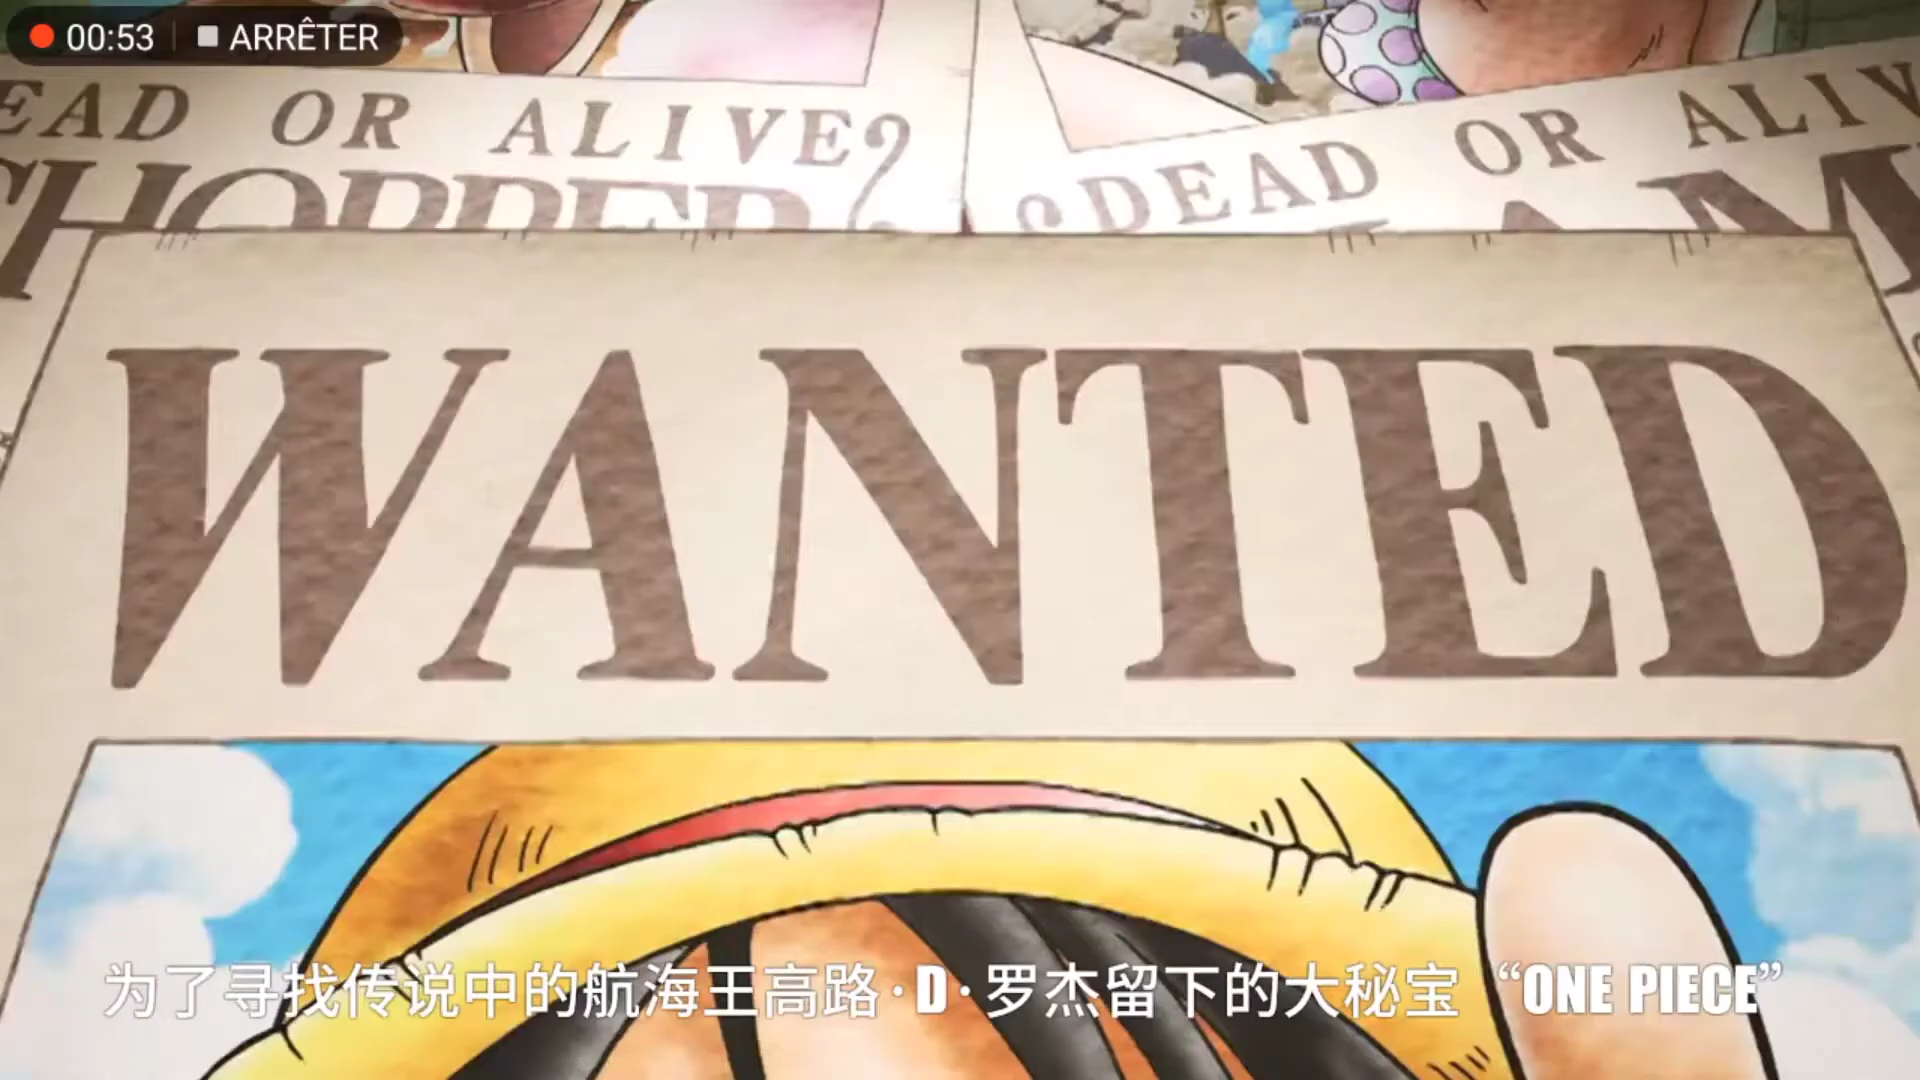 00:53 ARRÊTER
EAD OR ALIVE
CHOPPER
DEAD OR ALIV
WANTED
为了寻找传说中的航海王高路·D·罗杰留下的大秘宝 “ONE PIECE”